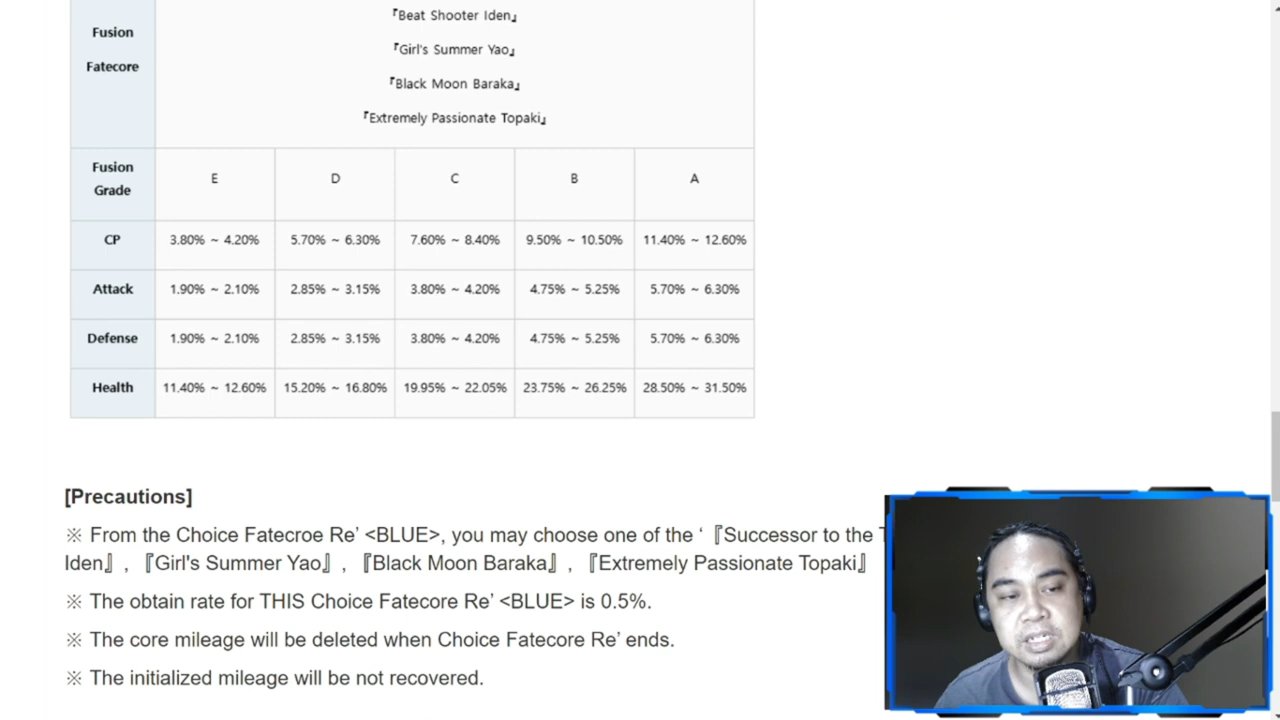 Fusion
Fatecore
『Beat Shooter Iden』
『Girl's Summer Yao』
『Black Moon Baraka』
『Extremely Passionate Topaki』
Fusion
Grade
E D C B A
CP 3.80% ~ 4.20% 5.70% ~ 6.30% 7.60% ~ 8.40% 9.50% ~ 10.50% 11.40% ~ 12.60%
Attack 1.90% ~ 2.10% 2.85% ~ 3.15% 3.80% ~ 4.20% 4.75% ~ 5.25% 5.70% ~ 6.30%
Defense 1.90% ~ 2.10% 2.85% ~ 3.15% 3.80% ~ 4.20% 4.75% ~ 5.25% 5.70% ~ 6.30%
Health 11.40% ~ 12.60% 15.20% ~ 16.80% 19.95% ~ 22.05% 23.75% ~ 26.25% 28.50% ~ 31.50%
[Precautions]
※ From the Choice Fatecroe Re’ <BLUE>, you may choose one of the ‘『Successor to the
Iden』, 『Girl's Summer Yao』, 『Black Moon Baraka』, 『Extremely Passionate Topaki』
※ The obtain rate for THIS Choice Fatecore Re’ <BLUE> is 0.5%.
※ The core mileage will be deleted when Choice Fatecore Re’ ends.
※ The initialized mileage will be not recovered.